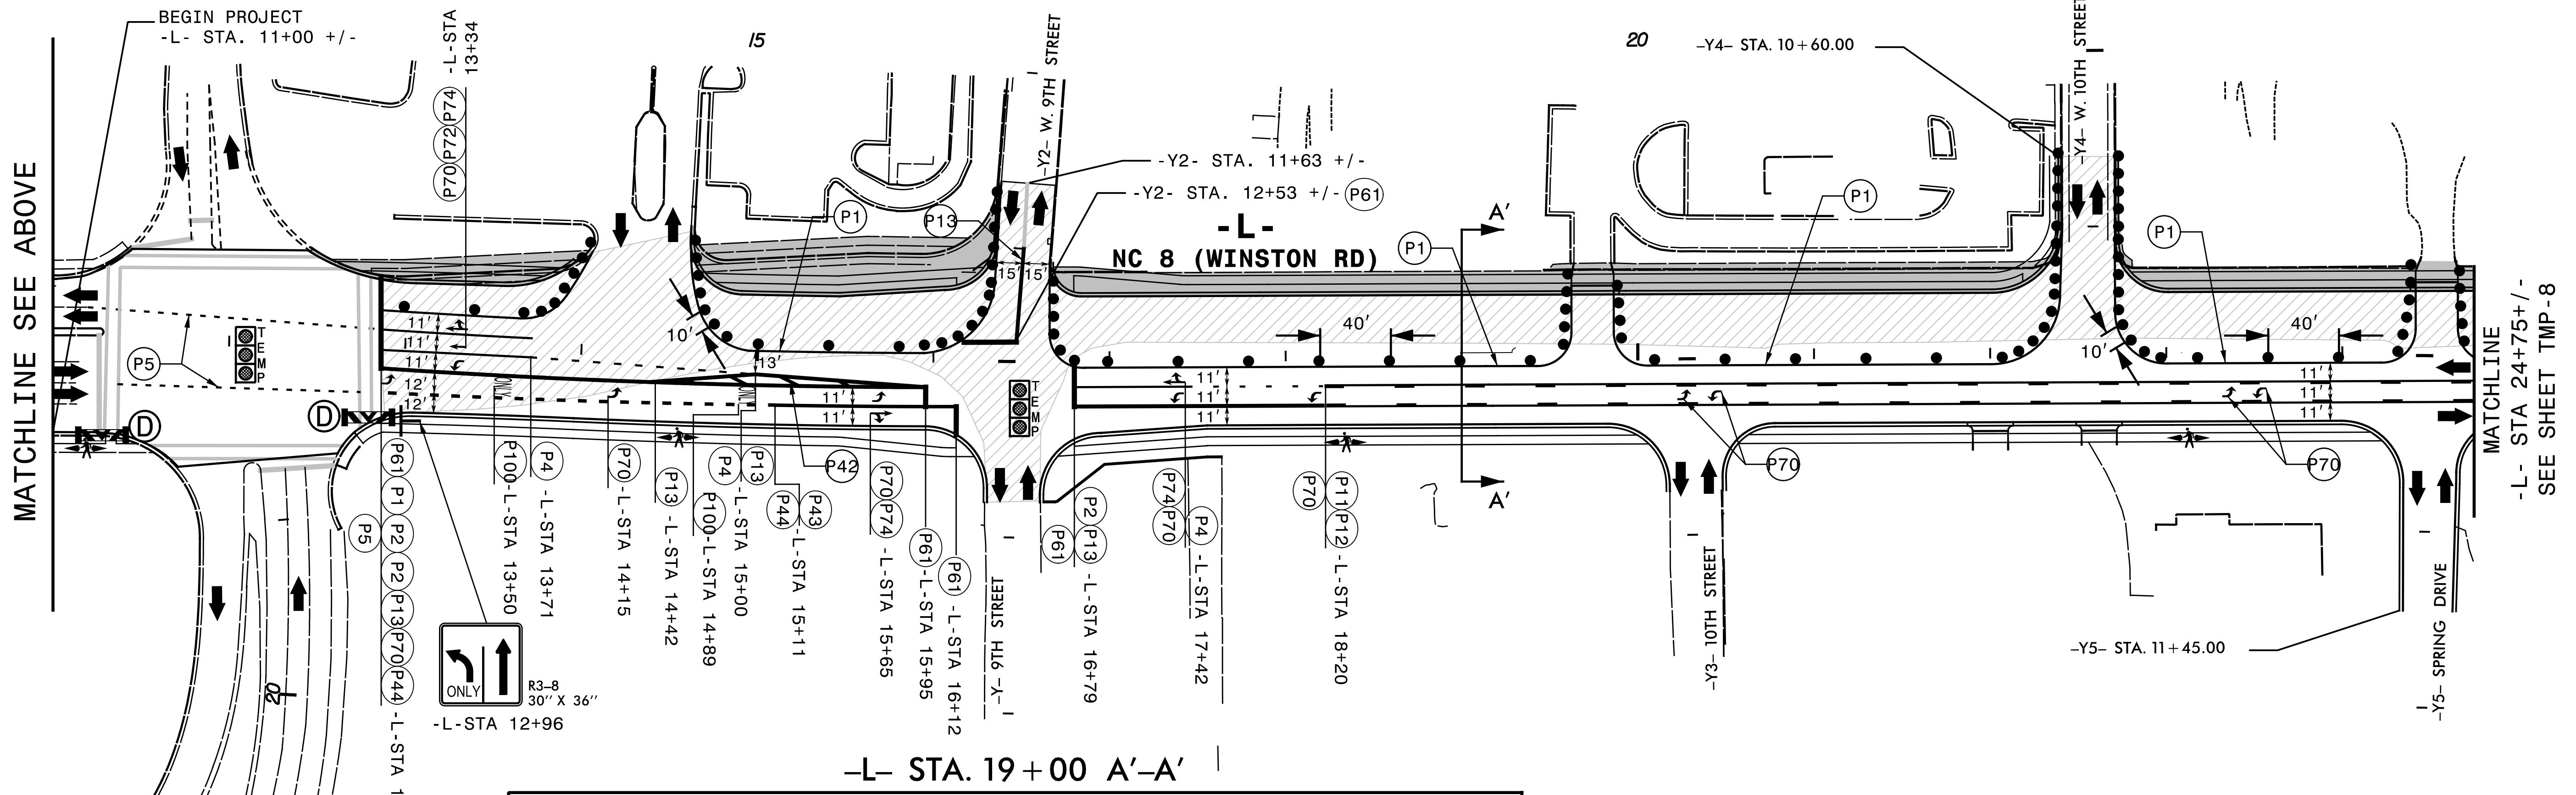 BEGIN PROJECT
-L- STA. 11+00 +/-
MATCHLINE SEE ABOVE
-L-STA
13+34
P70 P72 P74
15
-Y2- W. 9TH STREET
-Y2- STA. 11+63 +/-
-Y2- STA. 12+53 +/- P61
-L-
NC 8 (WINSTON RD)
20
-Y4- STA. 10+60.00
-Y4- W. 10TH STREET
P1
P13
15' 15'
P1
A'
P1
P1
P5
TEMP
11'
11'
11'
12'
12'
10'
13'
11'
11'
TEMP
11'
11'
11'
40'
10'
40'
11'
11'
11'
D
D
P42
P70
P70
A'
P5
P61 P1 P2 P2 P13 P70 P44 -L-STA 1
P100-L-STA 13+50
P4 -L-STA 13+71
P70-L-STA 14+15
P13 -L-STA 14+42
P100-L-STA 14+89
P4 P13 -L-STA 15+00
P44 P43 -L-STA 15+11
P70 P74 -L-STA 15+65
P61-L-STA 15+95
P61 -L-STA 16+12
-Y- 9TH STREET
P61
P2 P13 -L-STA 16+79
P74 P70
P4 -L-STA 17+42
P70
P11 P12 -L-STA 18+20
-Y3- 10TH STREET
-Y5- STA. 11+45.00
-Y5- SPRING DRIVE
MATCHLINE
-L- STA 24+75+/-
SEE SHEET TMP-8
ONLY
R3-8
30" X 36"
-L-STA 12+96
20
-L- STA. 19+00 A'-A'